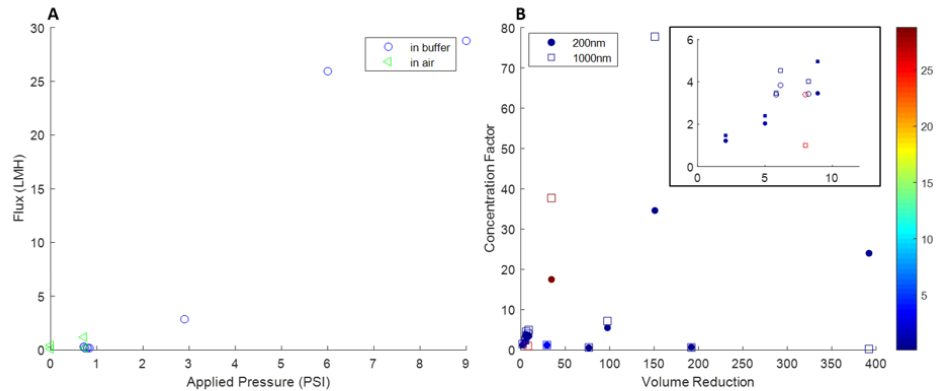 A
30
25
20
15
10
5
0
Flux (LMH)
in buffer
in air
0 1 2 3 4 5 6 7 8 9
Applied Pressure (PSI)
B
80
70
60
50
40
30
20
10
0
Concentration Factor
200nm
1000nm
6
4
2
0
0 5 10
0 50 100 150 200 250 300 350 400
Volume Reduction
25
20
15
10
5